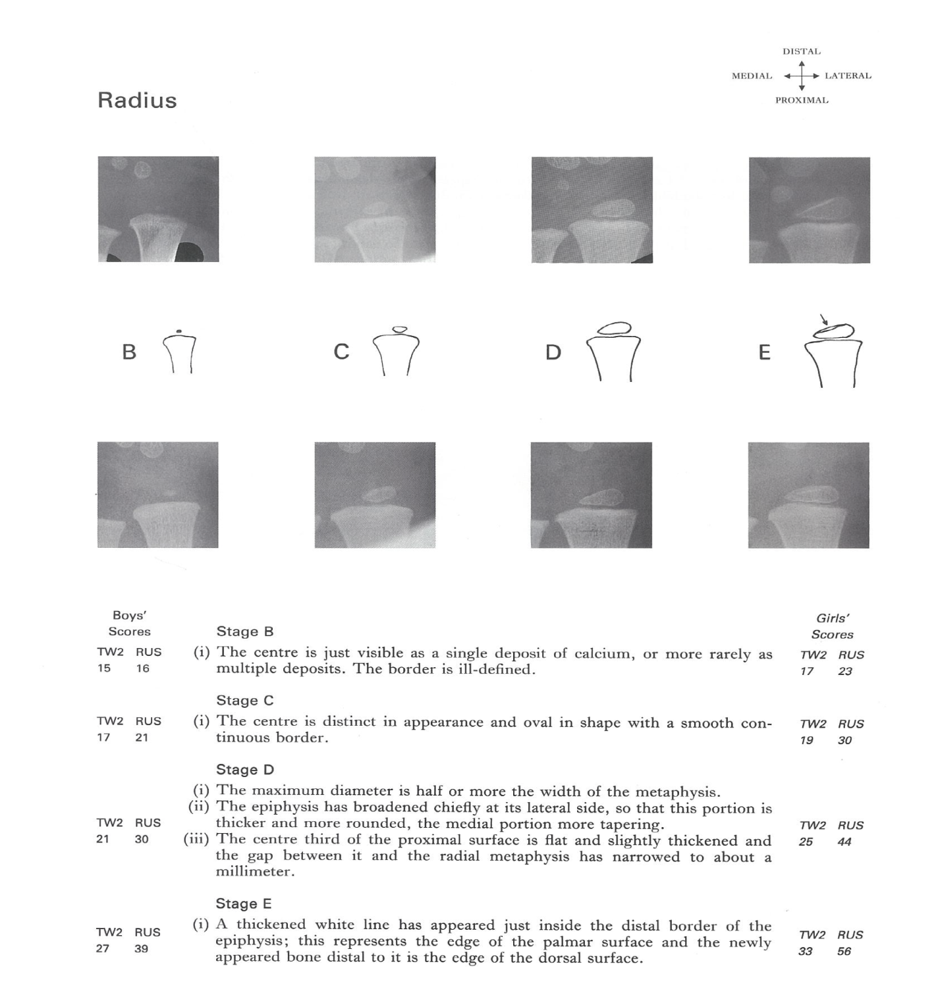 DISTAL
MEDIAL LATERAL
PROXIMAL
Radius
B C D E
Boys'
Scores
Girls'
Scores
Stage B
TW2 RUS
15 16
(i) The centre is just visible as a single deposit of calcium, or more rarely as
multiple deposits. The border is ill-defined.
TW2 RUS
17 23
Stage C
TW2 RUS
17 21
(i) The centre is distinct in appearance and oval in shape with a smooth con-
tinuous border.
TW2 RUS
19 30
Stage D
(i) The maximum diameter is half or more the width of the metaphysis.
(ii) The epiphysis has broadened chiefly at its lateral side, so that this portion is
thicker and more rounded, the medial portion more tapering.
TW2 RUS
21 30
(iii) The centre third of the proximal surface is flat and slightly thickened and
the gap between it and the radial metaphysis has narrowed to about a
millimeter.
TW2 RUS
25 44
Stage E
TW2 RUS
27 39
(i) A thickened white line has appeared just inside the distal border of the
epiphysis; this represents the edge of the palmar surface and the newly
appeared bone distal to it is the edge of the dorsal surface.
TW2 RUS
33 56